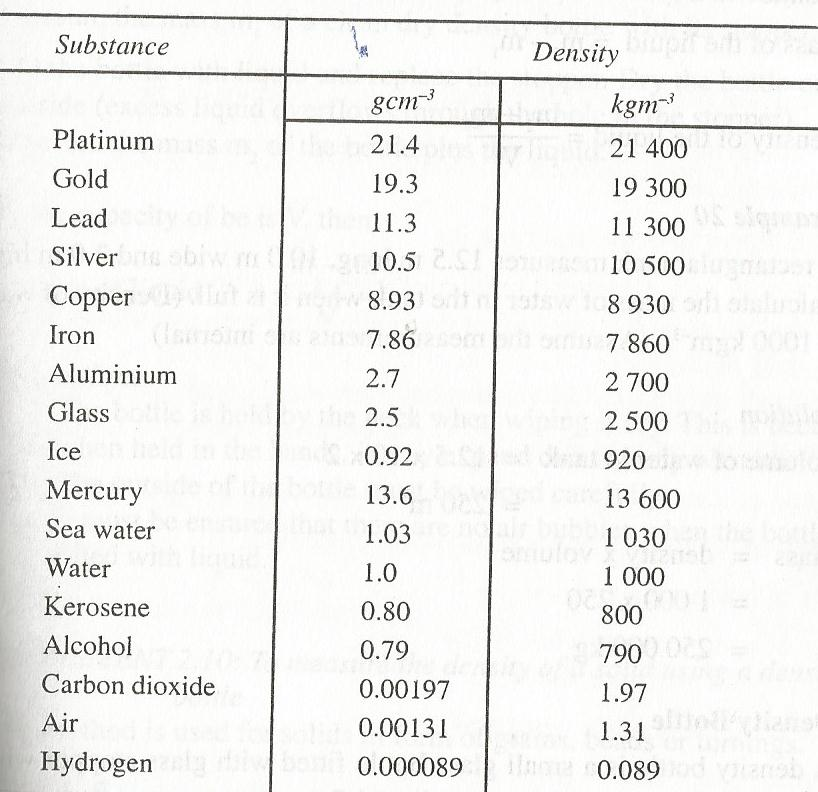 Substance Density
gcm⁻³ kgm⁻³
Platinum 21.4 21 400
Gold 19.3 19 300
Lead 11.3 11 300
Silver 10.5 10 500
Copper 8.93 8 930
Iron 7.86 7 860
Aluminium 2.7 2 700
Glass 2.5 2 500
Ice 0.92 920
Mercury 13.6 13 600
Sea water 1.03 1 030
Water 1.0 1 000
Kerosene 0.80 800
Alcohol 0.79 790
Carbon dioxide 0.00197 1.97
Air 0.00131 1.31
Hydrogen 0.000089 0.089